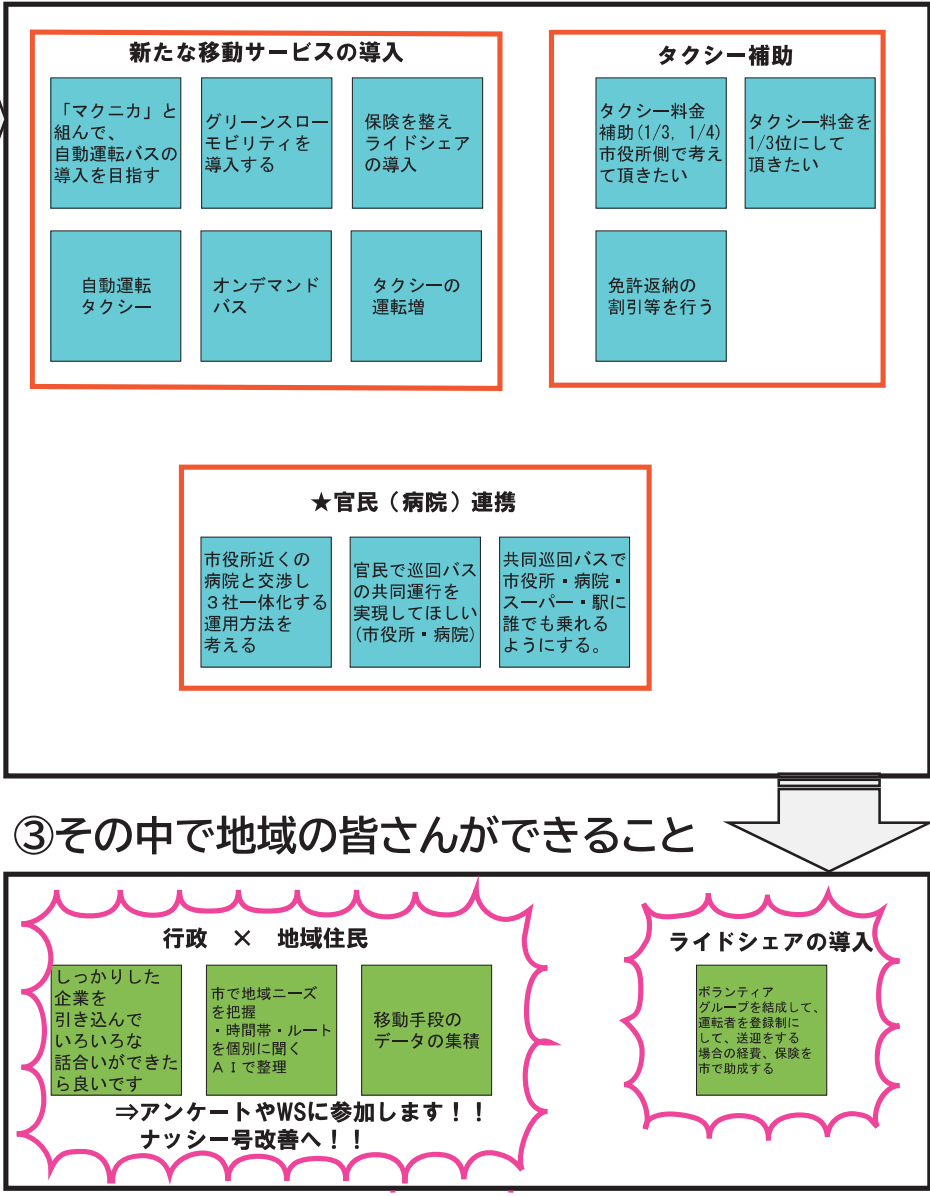 新たな移動サービスの導入
「マクニカ」と
組んで、
自動運転バスの
導入を目指す
グリーンスロー
モビリティを
導入する
保険を整え
ライドシェア
の導入
自動運転
タクシー
オンデマンド
バス
タクシーの
運転増
タクシー補助
タクシー料金
補助(1/3, 1/4)
市役所側で考え
て頂きたい
タクシー料金を
1/3位にして
頂きたい
免許返納の
割引等を行う
★官民（病院）連携
市役所近くの
病院と交渉し
３社一体化する
運用方法を
考える
官民で巡回バス
の共同運行を
実現してほしい
(市役所・病院)
共同巡回バスで
市役所・病院・
スーパー・駅に
誰でも乗れる
ようにする。
③その中で地域の皆さんができること
行政　×　地域住民
しっかりした
企業を
引き込んで
いろいろな
話合いができた
ら良いです
市で地域ニーズ
を把握
・時間帯・ルート
を個別に聞く
ＡＩで整理
移動手段の
データの集積
⇒アンケートやWSに参加します！！
ナッシー号改善へ！！
ライドシェアの導入
ボランティア
グループを結成して、
運転者を登録制に
して、送迎をする
場合の経費、保険を
市で助成する